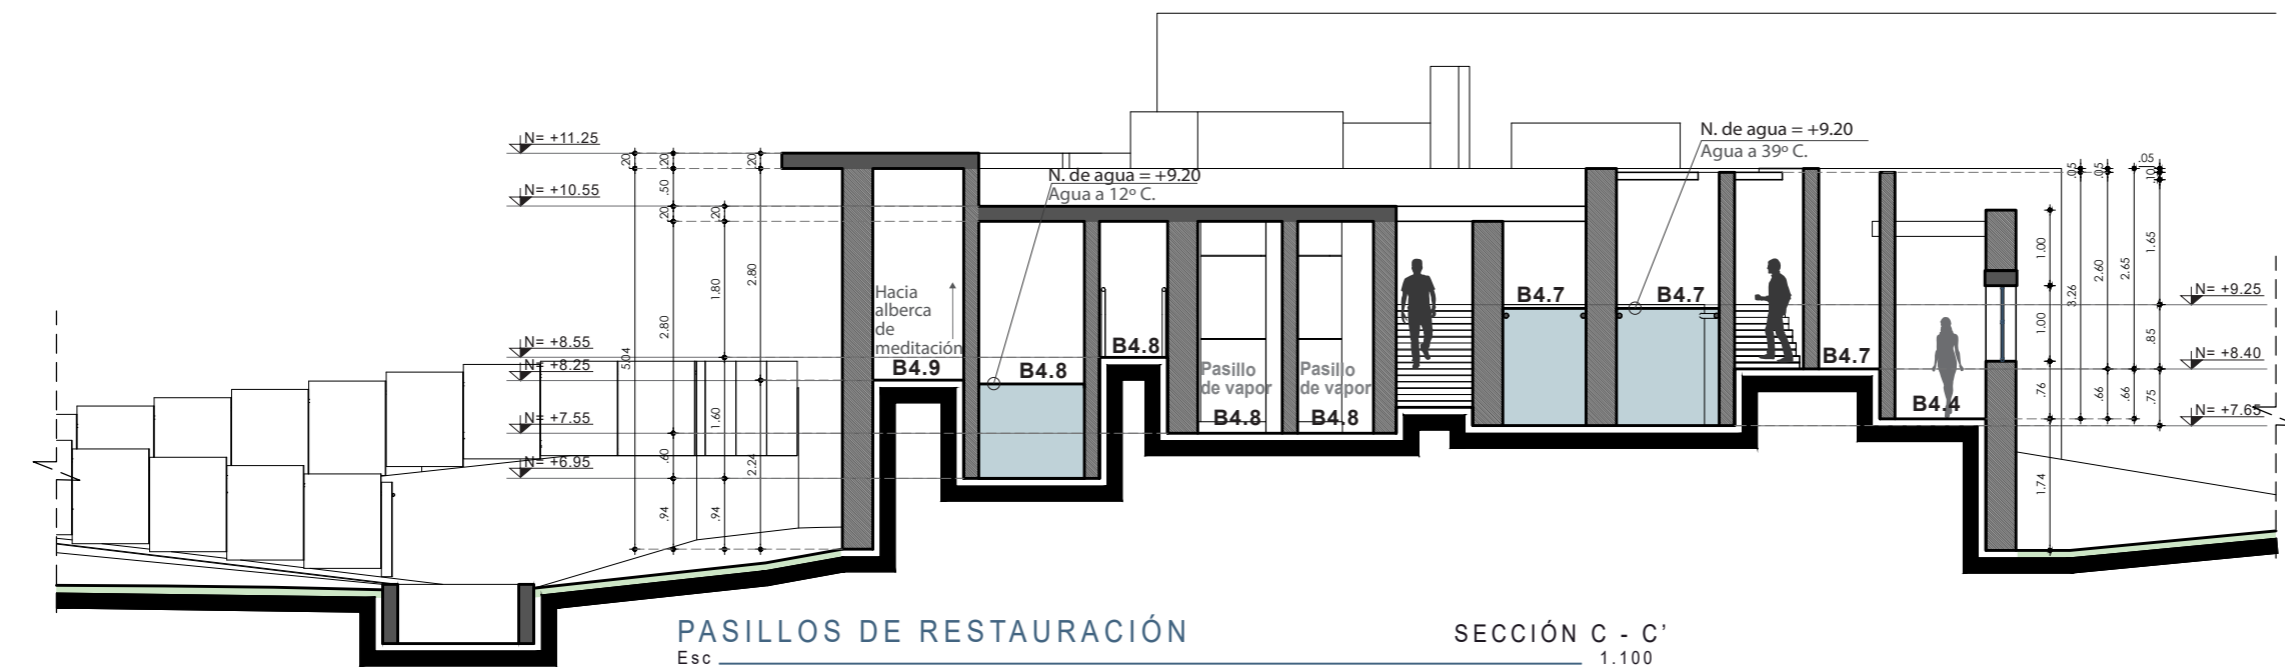 N= +11.25
N= +10.55
N= +8.55
N= +8.25
N= +7.55
N= +6.95
.20
5.04
.20
.50
.20
2.80
.60
.94
.20
1.80
1.60
.94
.20
2.80
2.24
N. de agua = +9.20
Agua a 12º C.
N. de agua = +9.20
Agua a 39º C.
Hacia
alberca
de
meditación
B4.9
B4.8
B4.8
Pasillo
de vapor
B4.8
Pasillo
de vapor
B4.8
B4.7
B4.7
B4.7
B4.4
1.00
1.00
.76
1.74
.05
3.26
.05
2.60
.66
2.65
.66
.05
.10
1.65
.85
.75
N= +9.25
N= +8.40
N= +7.65
PASILLOS DE RESTAURACIÓN
SECCIÓN C - C’
Esc
1.100